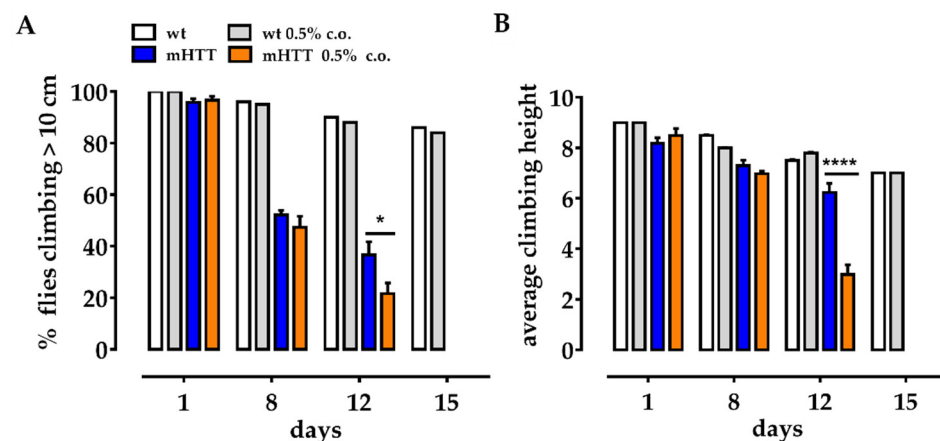 A
wt
wt 0.5% c.o.
mHTT
mHTT 0.5% c.o.
% flies climbing > 10 cm
100
80
60
40
20
0
*
1 8 12 15
days
B
average climbing height
10
8
6
4
2
0
****
1 8 12 15
days